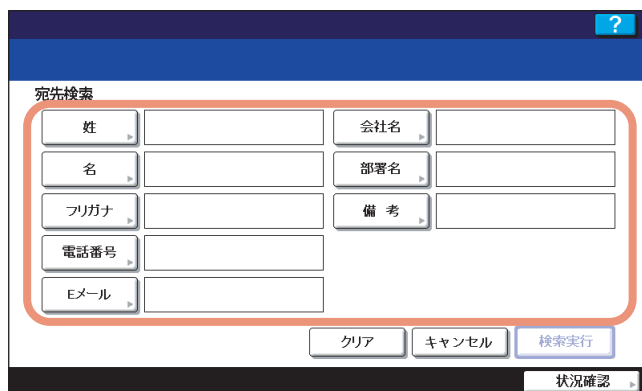 ?
宛先検索
姓
会社名
名
部署名
フリガナ
備 考
電話番号
Eメール
クリア
キャンセル
検索実行
状況確認